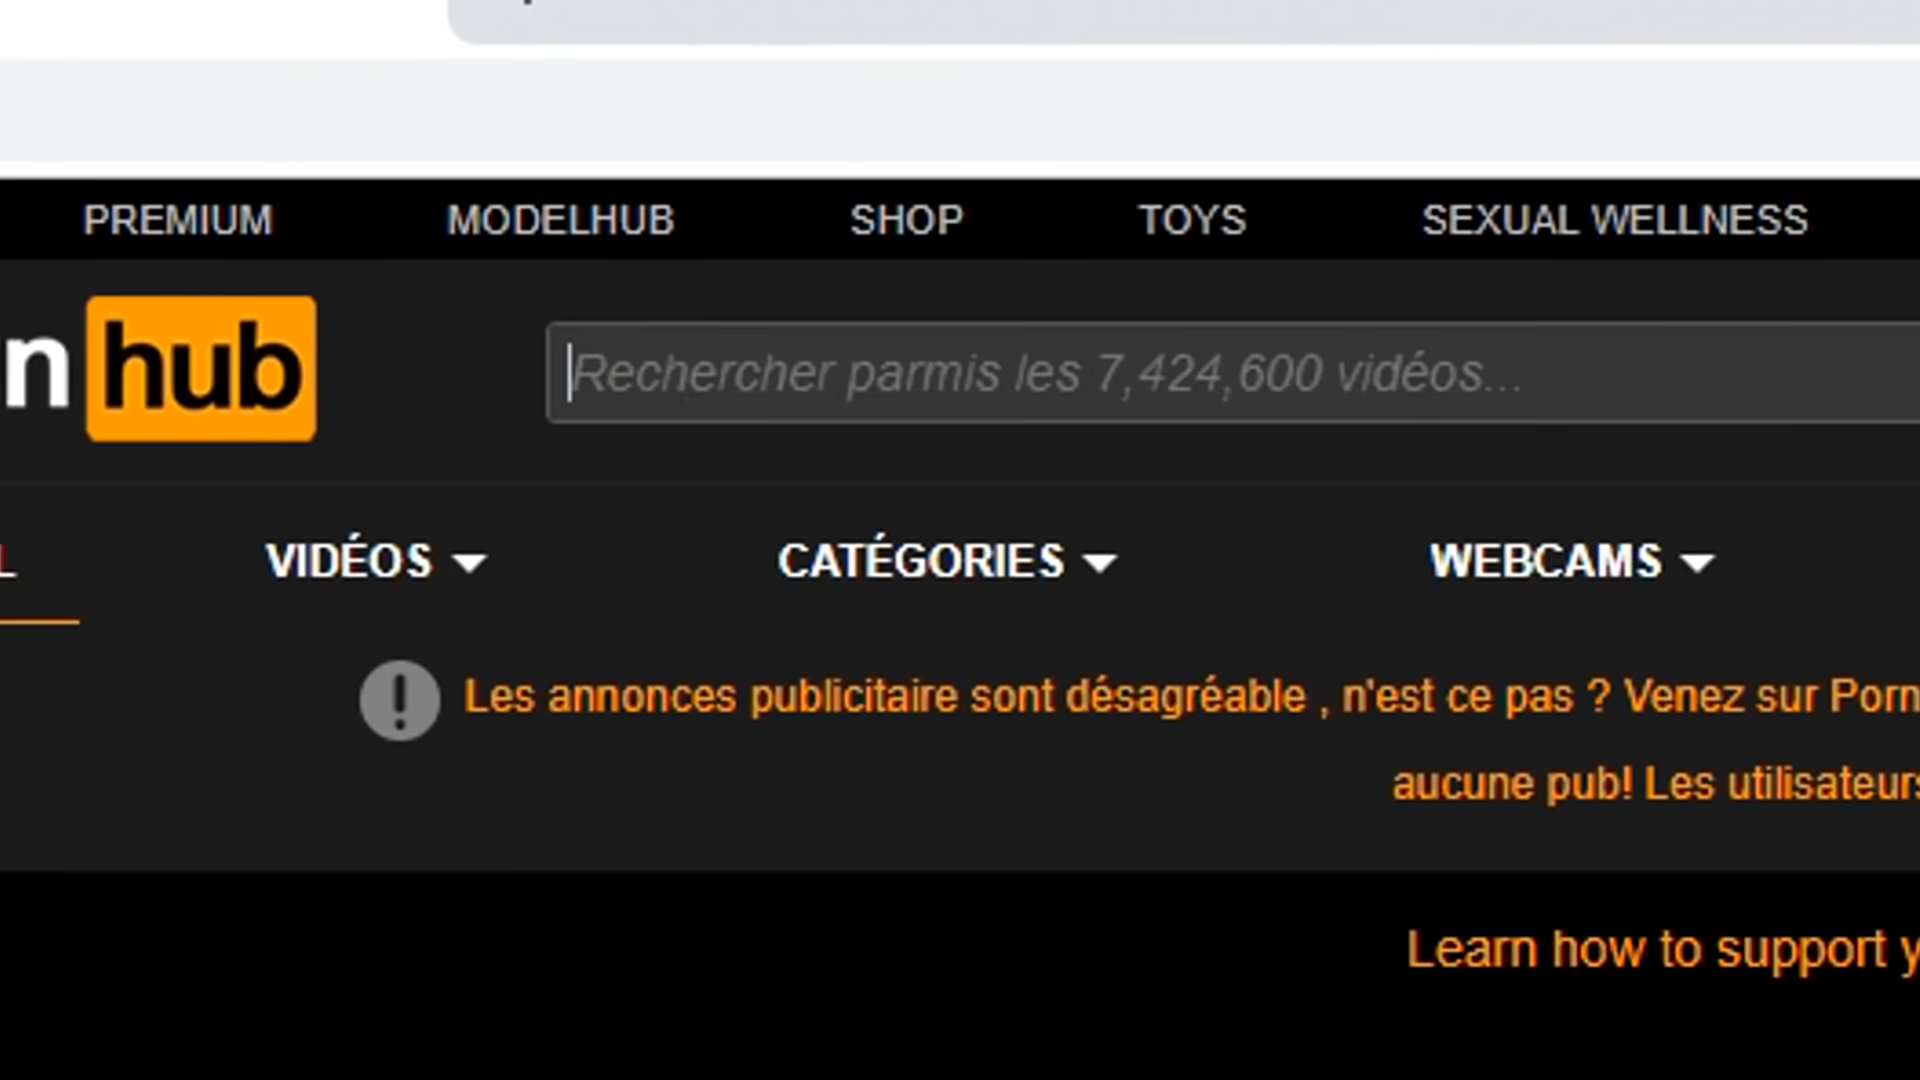 PREMIUM MODELHUB SHOP TOYS SEXUAL WELLNESS
n hub
Rechercher parmis les 7,424,600 vidéos...
L VIDÉOS CATÉGORIES WEBCAMS
Les annonces publicitaire sont désagréable , n'est ce pas ? Venez sur Porn
aucune pub! Les utilisateurs
Learn how to support y